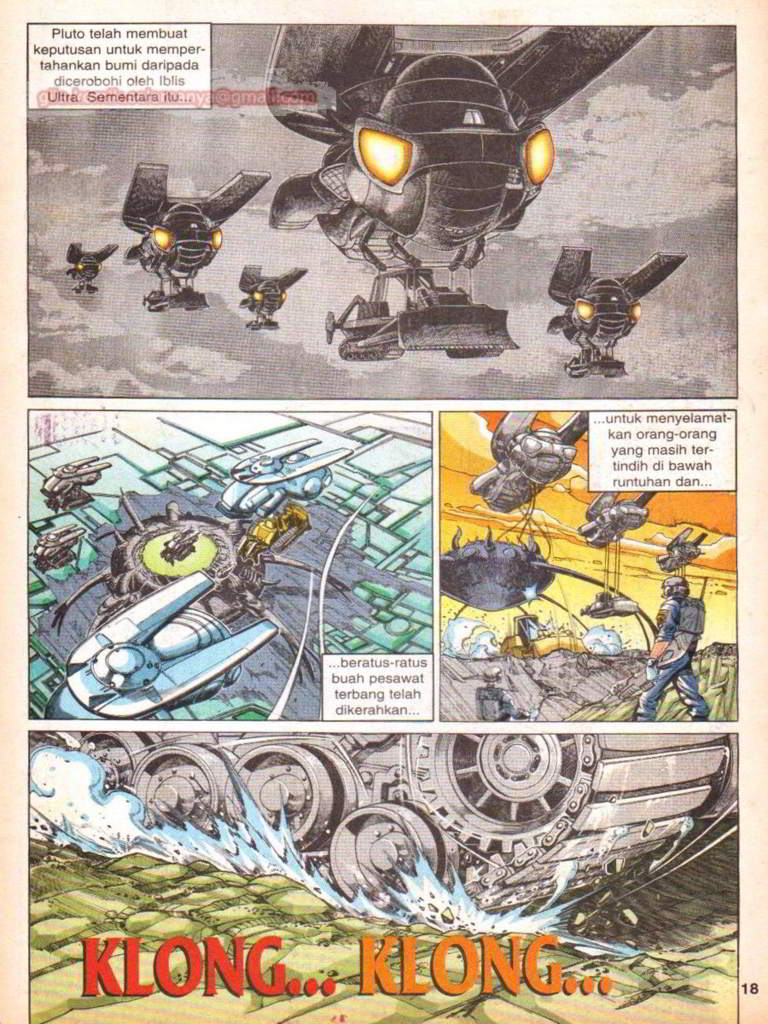 Pluto telah membuat
keputusan untuk memper-
tahankan bumi daripada
dicerobohi oleh Iblis
Ultra. Sementara itu...
...beratus-ratus
buah pesawat
terbang telah
dikerahkan...
...untuk menyelamat-
kan orang-orang
yang masih ter-
tindih di bawah
runtuhan dan...
KLONG... KLONG...
18